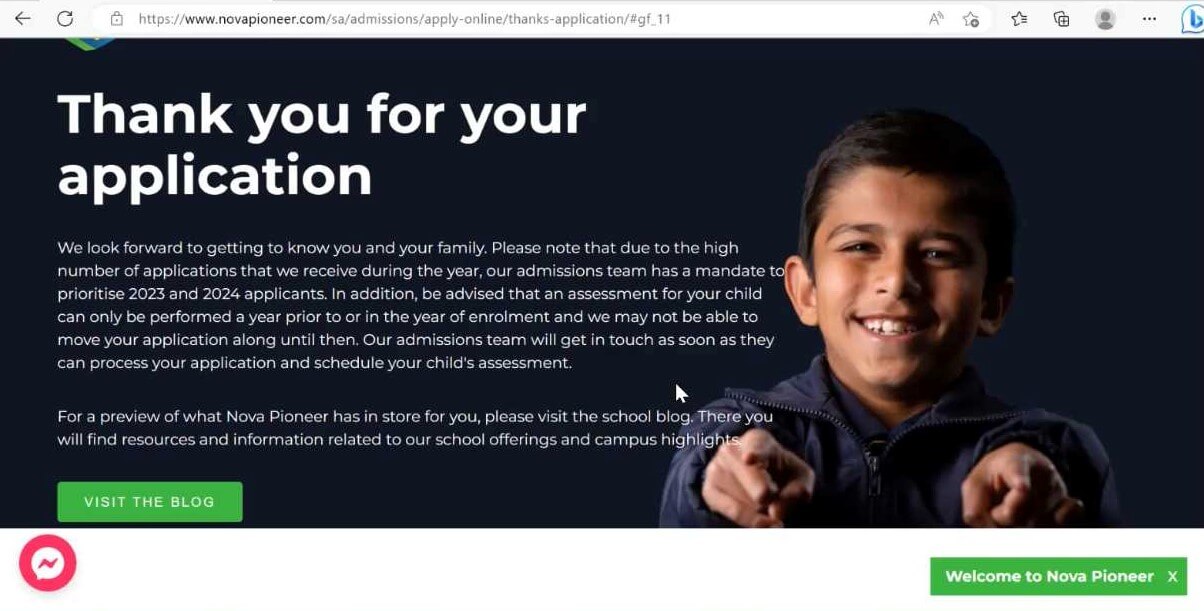 https://www.novapioneer.com/sa/admissions/apply-online/thanks-application/#gf_11
Thank you for your
application
We look forward to getting to know you and your family. Please note that due to the high
number of applications that we receive during the year, our admissions team has a mandate to
prioritise 2023 and 2024 applicants. In addition, be advised that an assessment for your child
can only be performed a year prior to or in the year of enrolment and we may not be able to
move your application along until then. Our admissions team will get in touch as soon as they
can process your application and schedule your child's assessment.
For a preview of what Nova Pioneer has in store for you, please visit the school blog. There you
will find resources and information related to our school offerings and campus highlights.
VISIT THE BLOG
Welcome to Nova Pioneer X